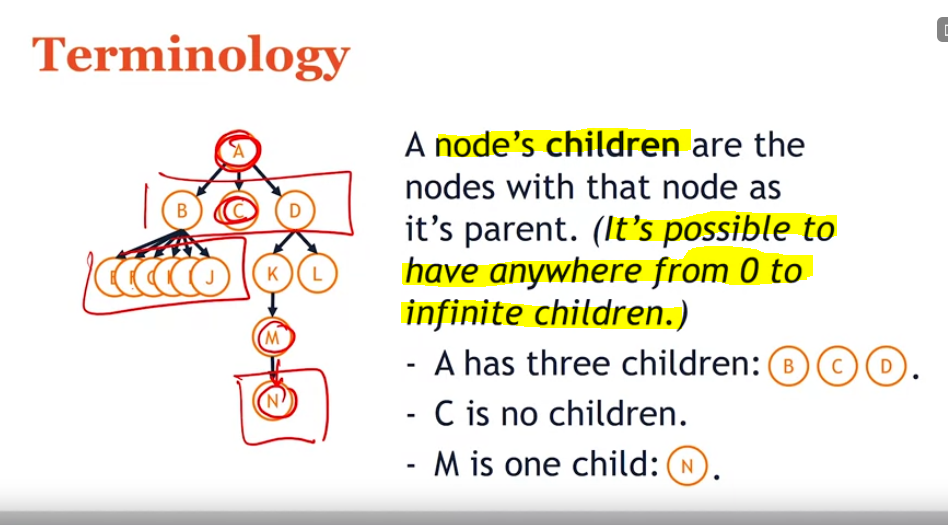 Terminology
A node's children are the
nodes with that node as
it's parent. (It's possible to
have anywhere from 0 to
infinite children.)
- A has three children: B C D.
- C is no children.
- M is one child: N.
A
B C D
J K L
M
N